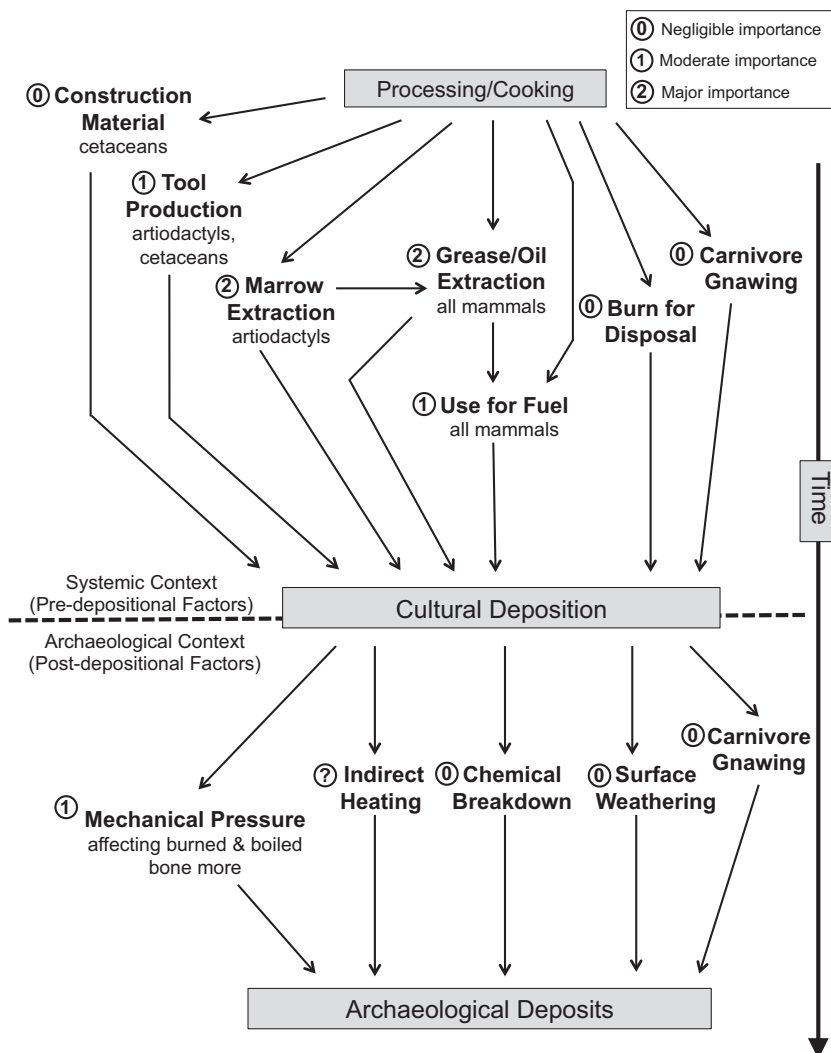 ⓪ Negligible importance
① Moderate importance
② Major importance
Processing/Cooking
⓪ Construction
Material
cetaceans
① Tool
Production
artiodactyls,
cetaceans
② Marrow
Extraction
artiodactyls
② Grease/Oil
Extraction
all mammals
① Use for Fuel
all mammals
⓪ Burn for
Disposal
⓪ Carnivore
Gnawing
Time
Systemic Context
(Pre-depositional Factors)
Cultural Deposition
Archaeological Context
(Post-depositional Factors)
① Mechanical Pressure
affecting burned & boiled
bone more
? Indirect
Heating
⓪ Chemical
Breakdown
⓪ Surface
Weathering
⓪ Carnivore
Gnawing
Archaeological Deposits